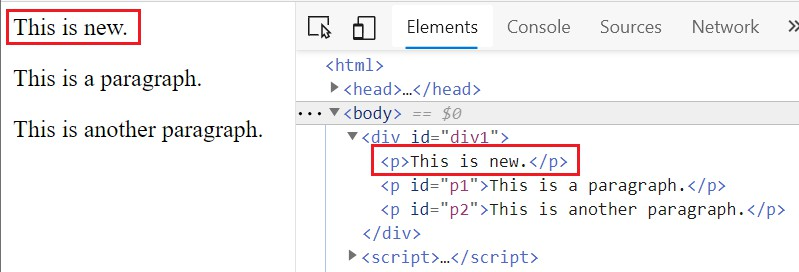 This is new.
This is a paragraph.
This is another paragraph.
Elements Console Sources
<html>
<head>…</head>
<body> == $0
<div id="div1">
<p>This is new.</p>
<p id="p1">This is a paragraph.</p>
<p id="p2">This is another paragraph.</p>
</div>
<script>…</script>